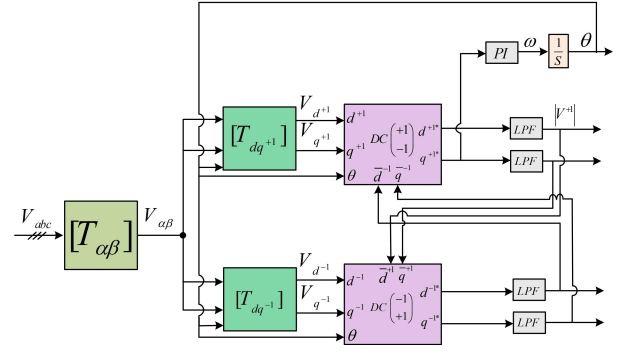 PI
ω
1/S
θ
V_{d^{+1}}
V_{q^{+1}}
[T_{dq^{+1}}]
d^{+1}
q^{+1}
θ
DC(+1 −1)
d^{+1*}
q^{+1*}
d̅^{-1} q̅^{-1}
LPF
LPF
|V^{+1}|
V_{abc}
[T_{αβ}]
V_{αβ}
V_{d^{-1}}
V_{q^{-1}}
[T_{dq^{-1}}]
d̅^{+1} q̅^{+1}
d^{-1}
q^{-1}
θ
DC(−1 +1)
d^{-1*}
q^{-1*}
LPF
LPF